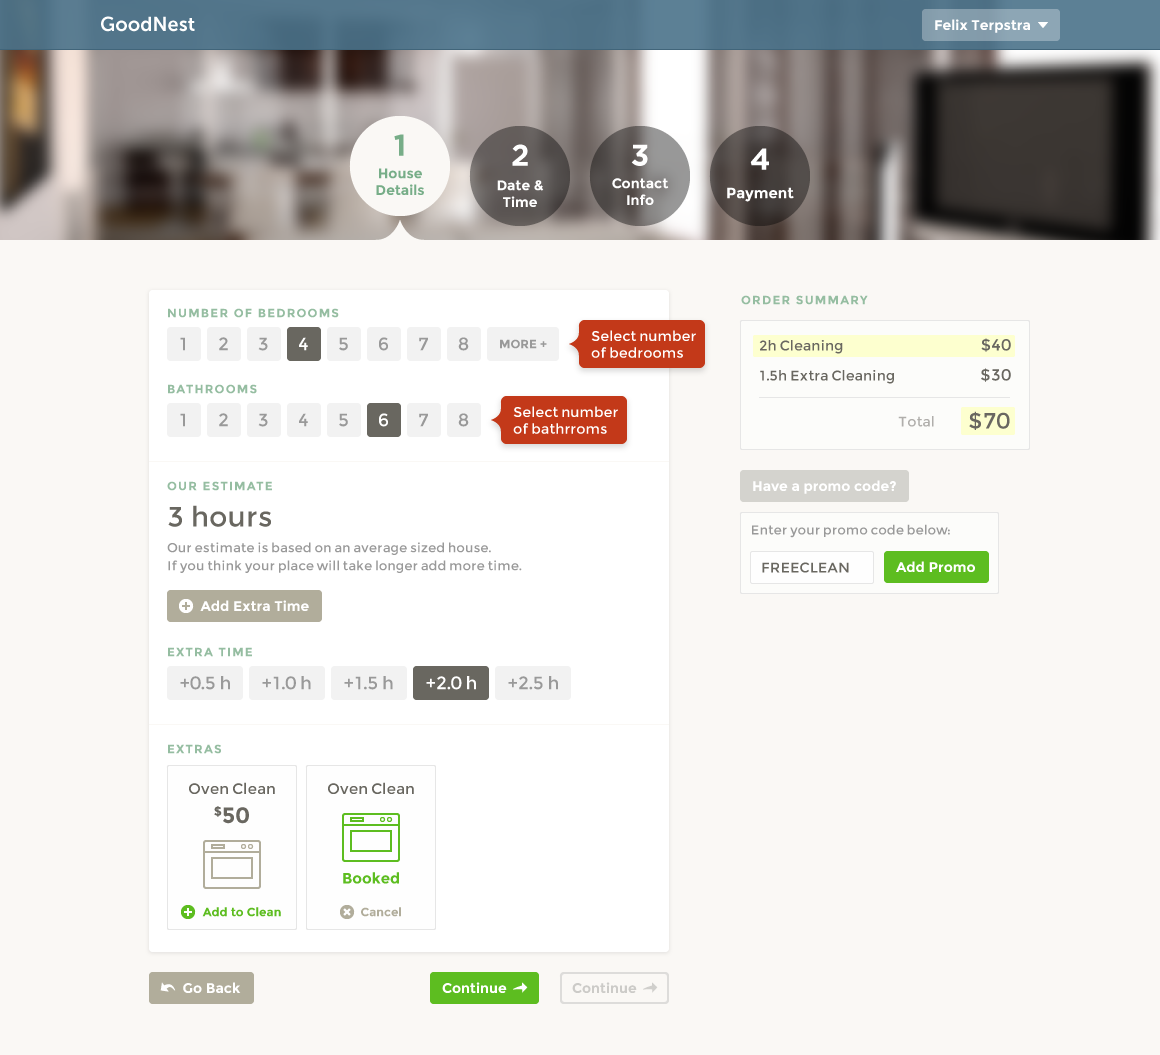 GoodNest
Felix Terpstra
1
House
Details
2
Date &
Time
3
Contact
Info
4
Payment
NUMBER OF BEDROOMS
1 2 3 4 5 6 7 8 MORE +
Select number
of bedrooms
BATHROOMS
1 2 3 4 5 6 7 8
Select number
of bathrroms
OUR ESTIMATE
3 hours
Our estimate is based on an average sized house.
If you think your place will take longer add more time.
Add Extra Time
EXTRA TIME
+0.5 h +1.0 h +1.5 h +2.0 h +2.5 h
EXTRAS
Oven Clean
$50
Add to Clean
Oven Clean
Booked
Cancel
Go Back
Continue
Continue
ORDER SUMMARY
2h Cleaning $40
1.5h Extra Cleaning $30
Total $70
Have a promo code?
Enter your promo code below:
FREECLEAN
Add Promo